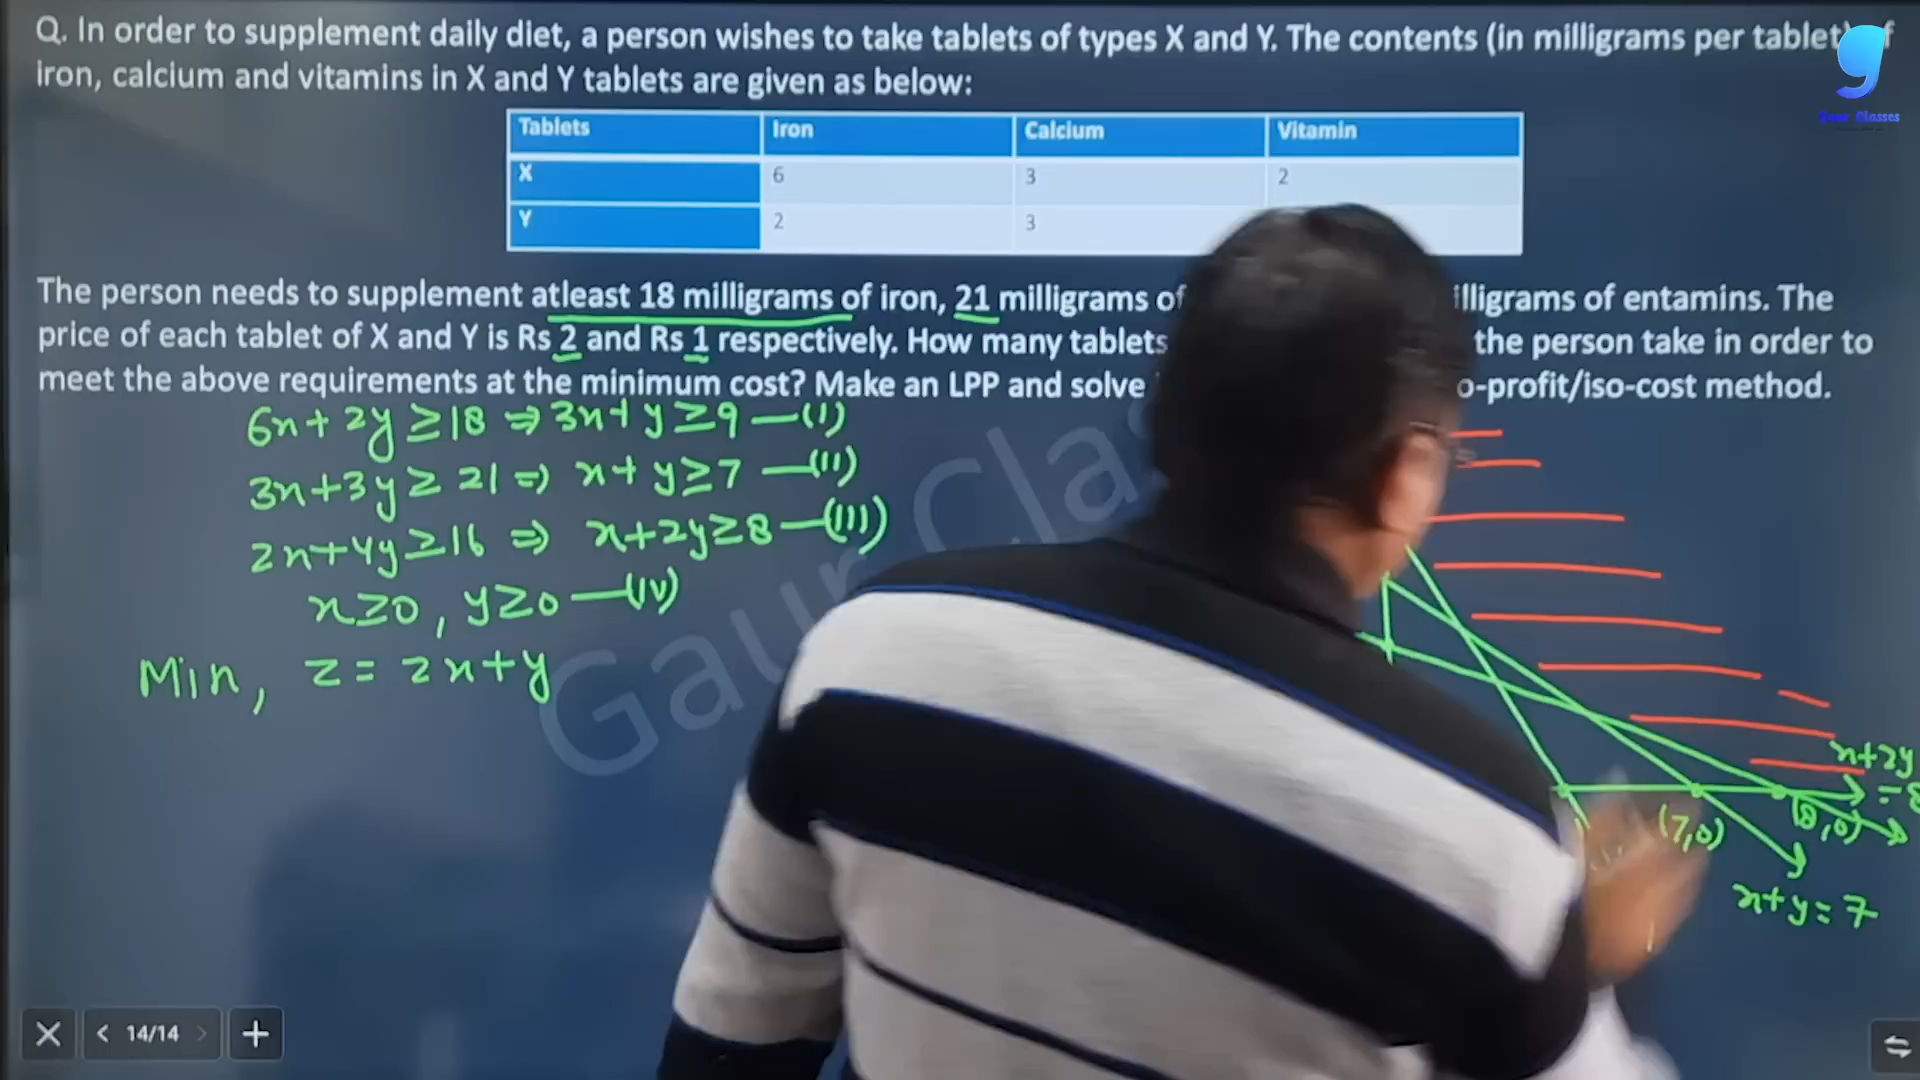 Q. In order to supplement daily diet, a person wishes to take tablets of types X and Y. The contents (in milligrams per tablet) of
iron, calcium and vitamins in X and Y tablets are given as below:
Tablets Iron Calcium Vitamin
X 6 3 2
Y 2 3
The person needs to supplement atleast 18 milligrams of iron, 21 milligrams of illigrams of entamins. The
price of each tablet of X and Y is Rs 2 and Rs 1 respectively. How many tablets the person take in order to
meet the above requirements at the minimum cost? Make an LPP and solve o-profit/iso-cost method.
6x + 2y ≥ 18 ⇒ 3x + y ≥ 9 —(I)
3x + 3y ≥ 21 ⇒ x + y ≥ 7 —(II)
2x + 4y ≥ 16 ⇒ x + 2y ≥ 8 —(III)
x ≥ 0, y ≥ 0 —(IV)
Min, z = 2x + y
x + 2y
= 8
(7,0) (8,0)
x + y = 7
Gaur Clas
Gaur Classes
14/14